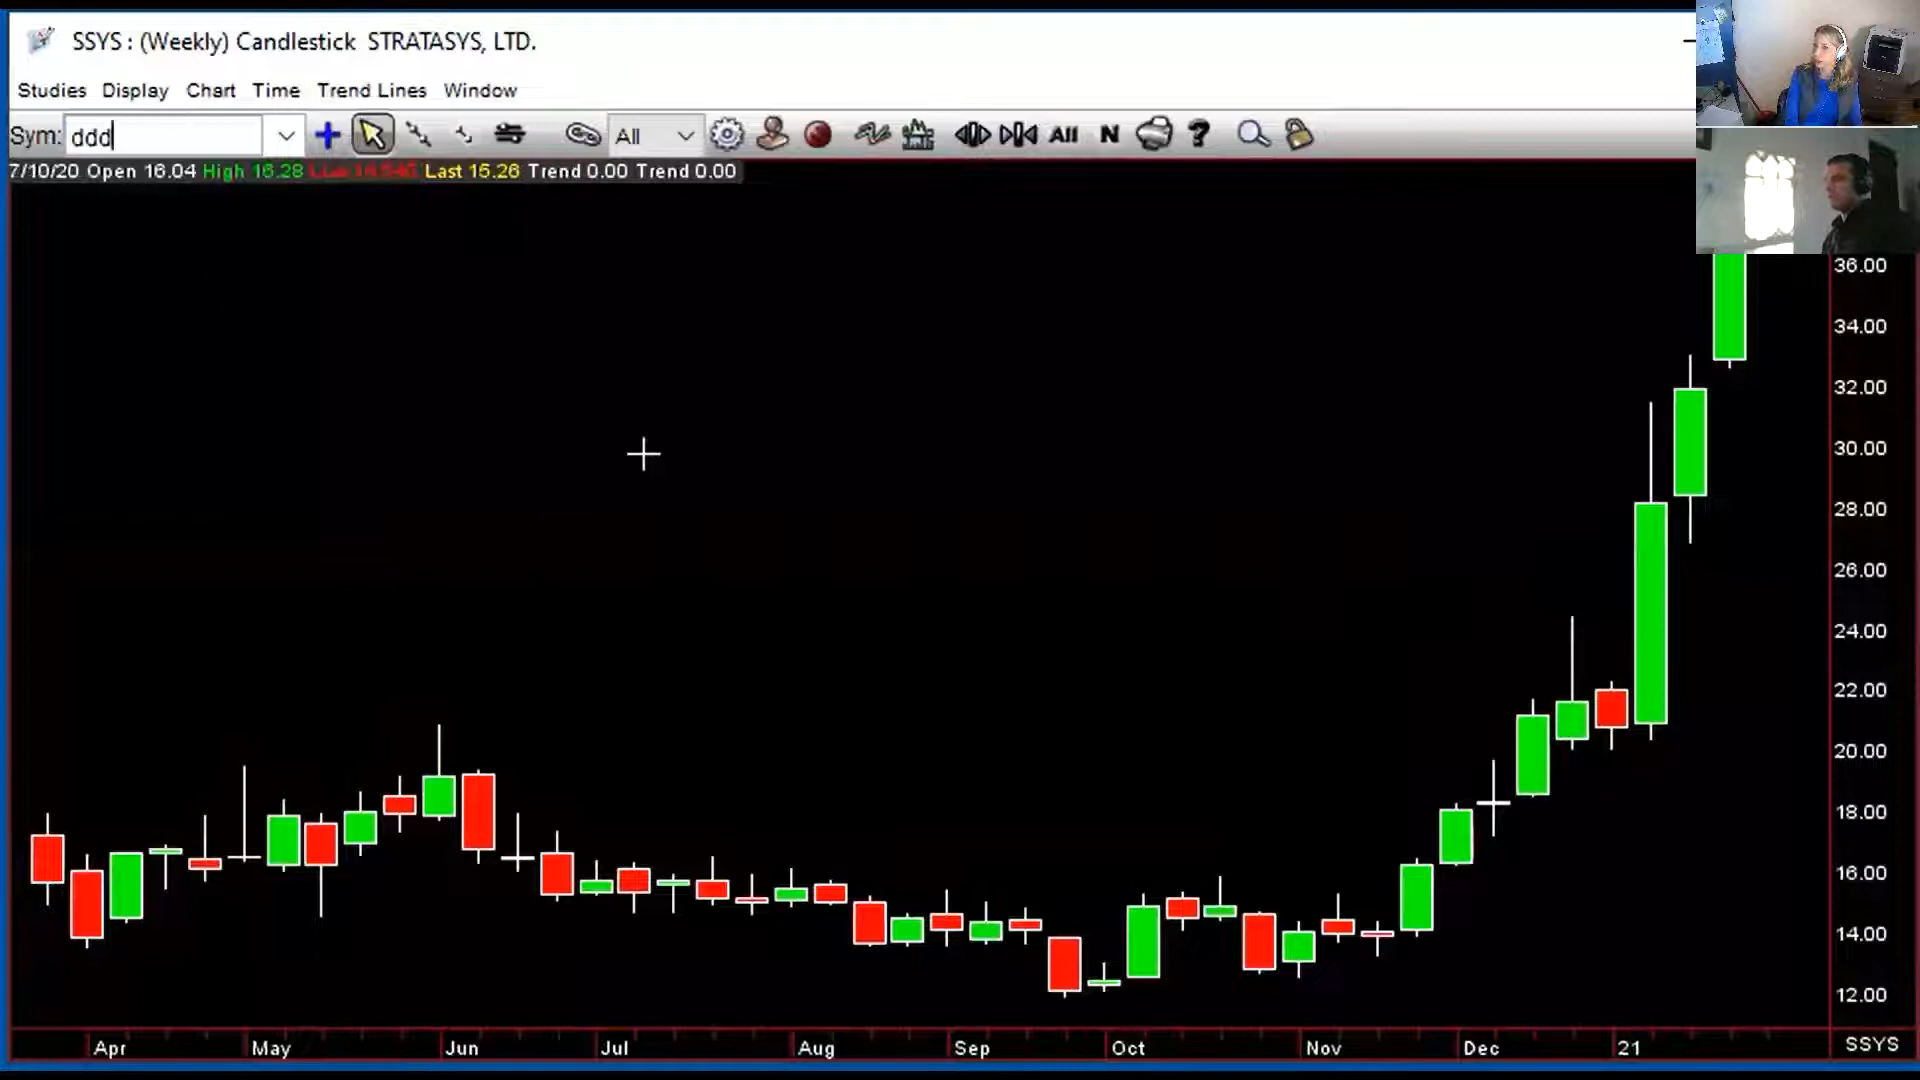 SSYS : (Weekly) Candlestick STRATASYS, LTD.
Studies Display Chart Time Trend Lines Window
Sym: ddd All All N ?
7/10/20 Open 16.04 High 16.28 Last 15.26 Trend 0.00 Trend 0.00
36.00
34.00
32.00
30.00
28.00
26.00
24.00
22.00
20.00
18.00
16.00
14.00
12.00
Apr May Jun Jul Aug Sep Oct Nov Dec 21 SSYS